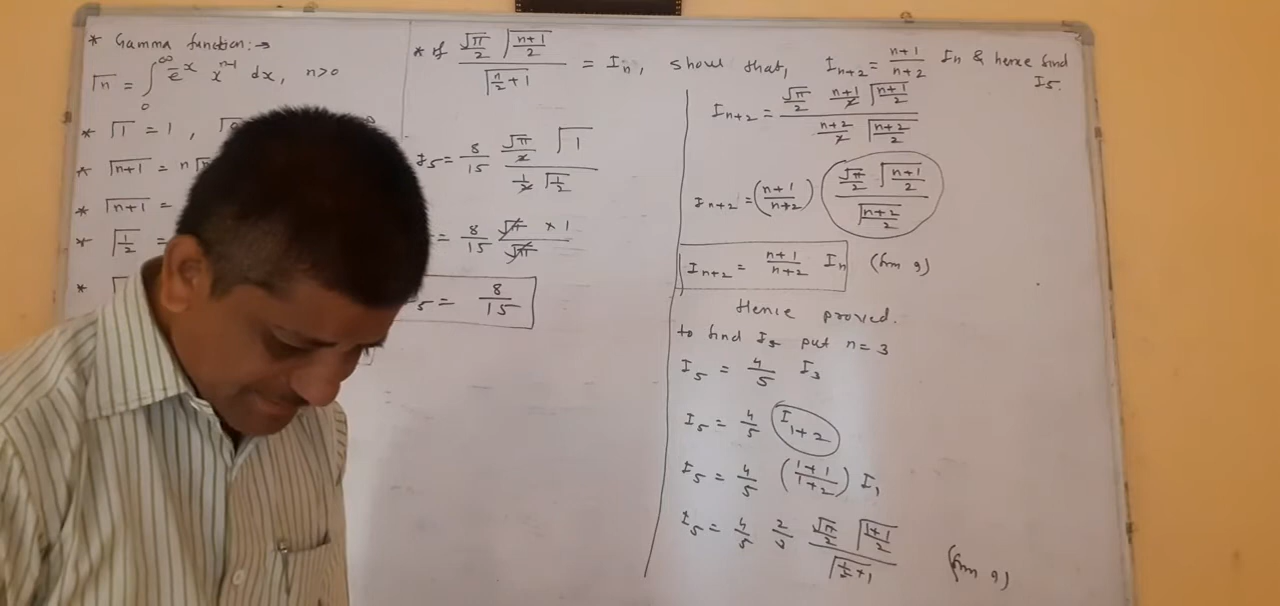 * Gamma function:→
Γn = ∫₀^∞ e^-x x^n-1 dx, n>0
* Γ1 = 1 ,
* Γn+1 = n
* Γn+1 =
* Γ1/2 =
*
* If (√π/2 Γ(n+1)/2) / Γ(n/2 + 1) = In, show that, In+2 = n+1/n+2 In & hence find
I5.
I5 = 8/15 (√π/2 Γ1) / (1/2 Γ1/2)
= 8/15 √π × 1 / √π
5 = 8/15
In+2 = (√π/2 n+1/2 Γ(n+1)/2) / (n+2/2 Γ(n+2)/2)
In+2 = (n+1/n+2) (√π/2 Γ(n+1)/2) / Γ(n+2)/2
In+2 = n+1/n+2 In
Hence proved.
to find I5 put n=3
I5 = 4/5 I3
I5 = 4/5 I1+2
I5 = 4/5 (1+1/1+2) I1
I5 = 4/5 2/3 (√π/2 Γ(1+1)/2) / Γ(1/2 + 1)